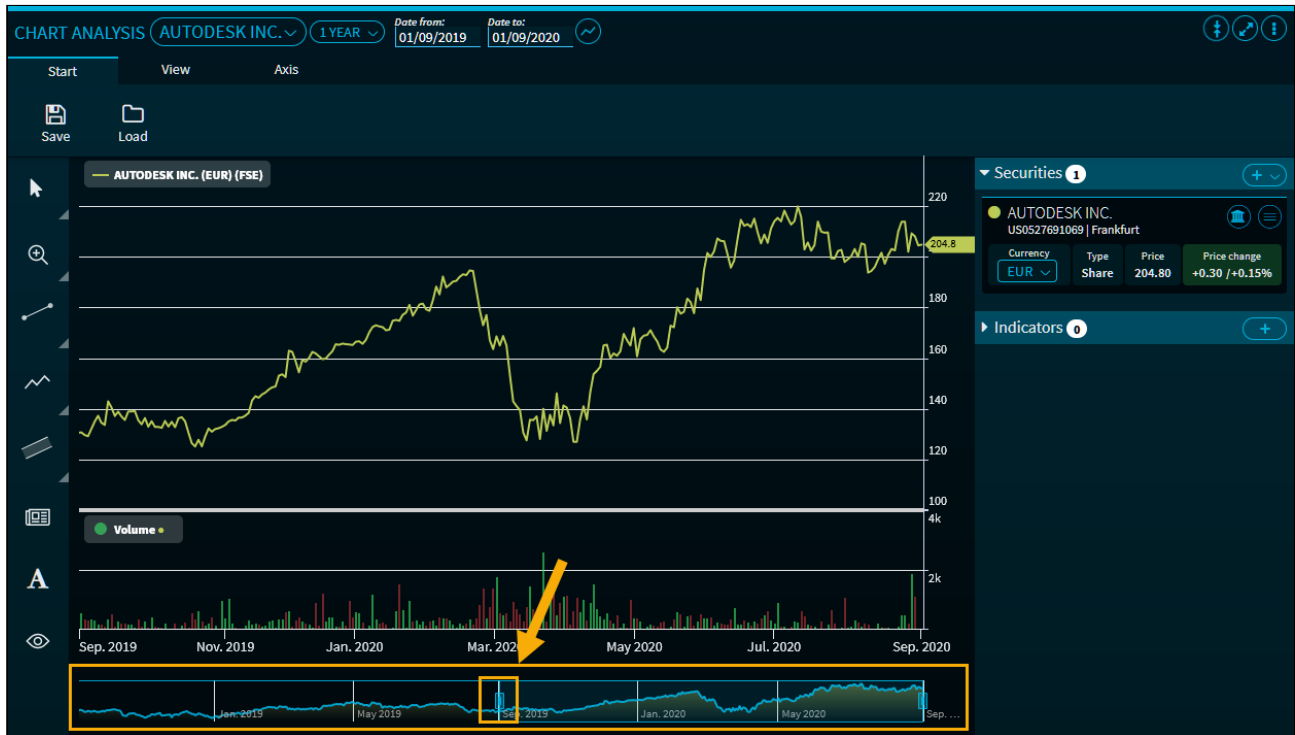 CHART ANALYSIS AUTODESK INC. 1 YEAR Date from: 01/09/2019 Date to: 01/09/2020
Start View Axis
Save Load
AUTODESK INC. (EUR) (FSE)
220
204.8
180
160
140
120
100
Volume
4k
2k
Sep. 2019 Nov. 2019 Jan. 2020 Mar. 202 May 2020 Jul. 2020 Sep. 2020
Jan. 2019 May 2019 Sep. 2019 Jan. 2020 May 2020 Sep. ...
A
Securities 1
AUTODESK INC.
US0527691069 | Frankfurt
Currency Type Price Price change
EUR Share 204.80 +0.30 /+0.15%
Indicators 0